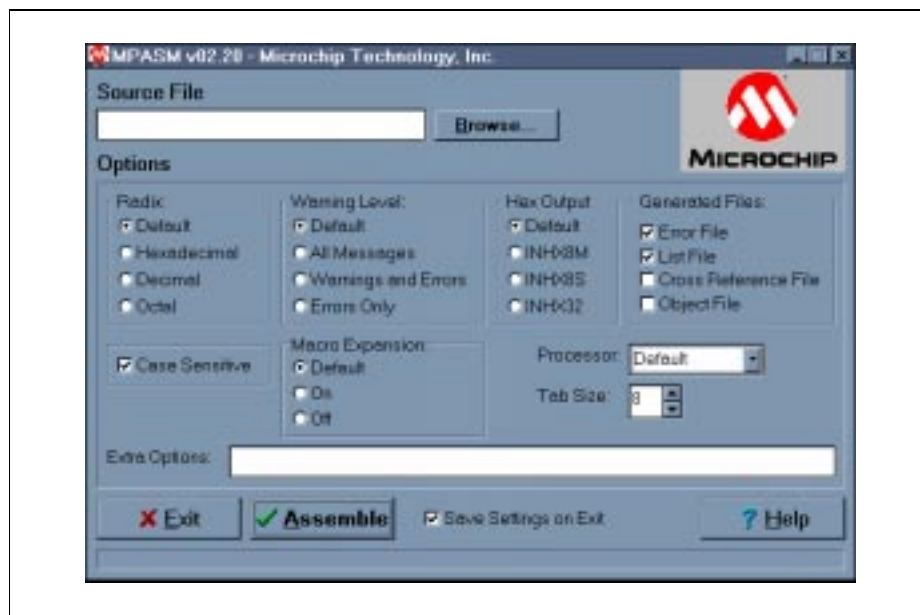 MPASM v02.20 - Microchip Technology, Inc.
Source File
Browse...
MICROCHIP
Options
Radix:
Default
Hexadecimal
Decimal
Octal
Warning Level:
Default
All Messages
Warnings and Errors
Errors Only
Hex Output
Default
INHX8M
INHX8S
INHX32
Generated Files:
Error File
List File
Cross Reference File
Object File
Case Sensitive
Macro Expansion
Default
On
Off
Processor: Default
Tab Size: 8
Extra Options:
Exit
Assemble
Save Settings on Exit
? Help